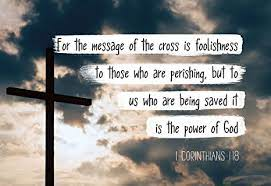 For the message of the cross is foolishness
to those who are perishing, but to
us who are being saved it
is the power of God
1 CORINTHIANS 1:18